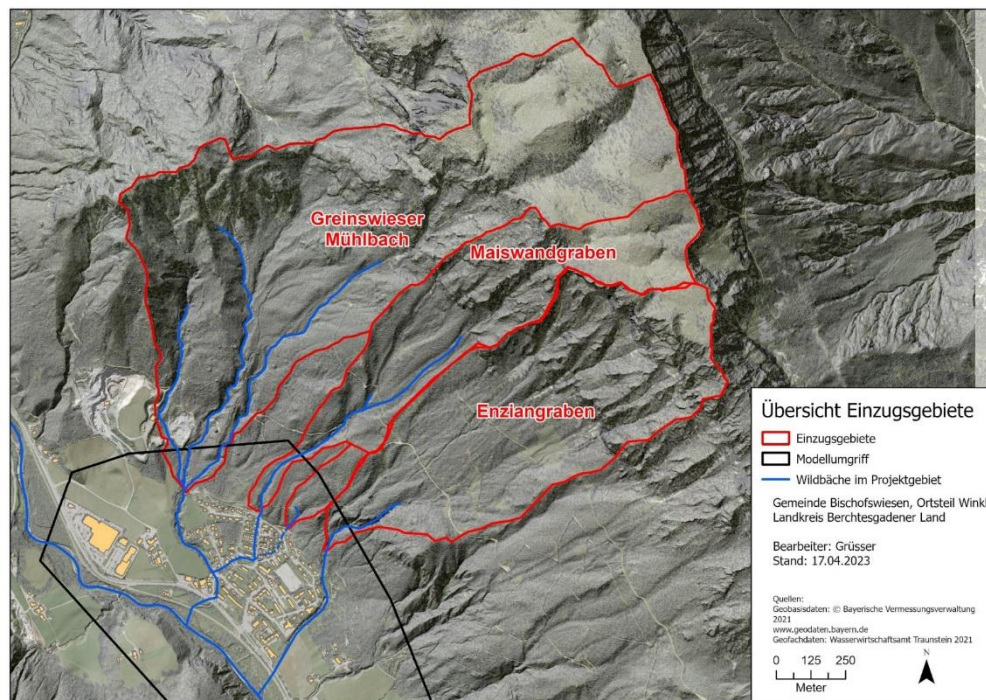 Greinswieser
Mühlbach
Maiswandgraben
Enziangraben
Übersicht Einzugsgebiete
Einzugsgebiete
Modellumgriff
Wildbäche im Projektgebiet
Gemeinde Bischofswiesen, Ortsteil Winkl
Landkreis Berchtesgadener Land
Bearbeiter: Grüsser
Stand: 17.04.2023
Quellen:
Geobasisdaten: © Bayerische Vermessungsverwaltung
2021
www.geodaten.bayern.de
Geofachdaten: Wasserwirtschaftsamt Traunstein 2021
0 125 250
Meter
N